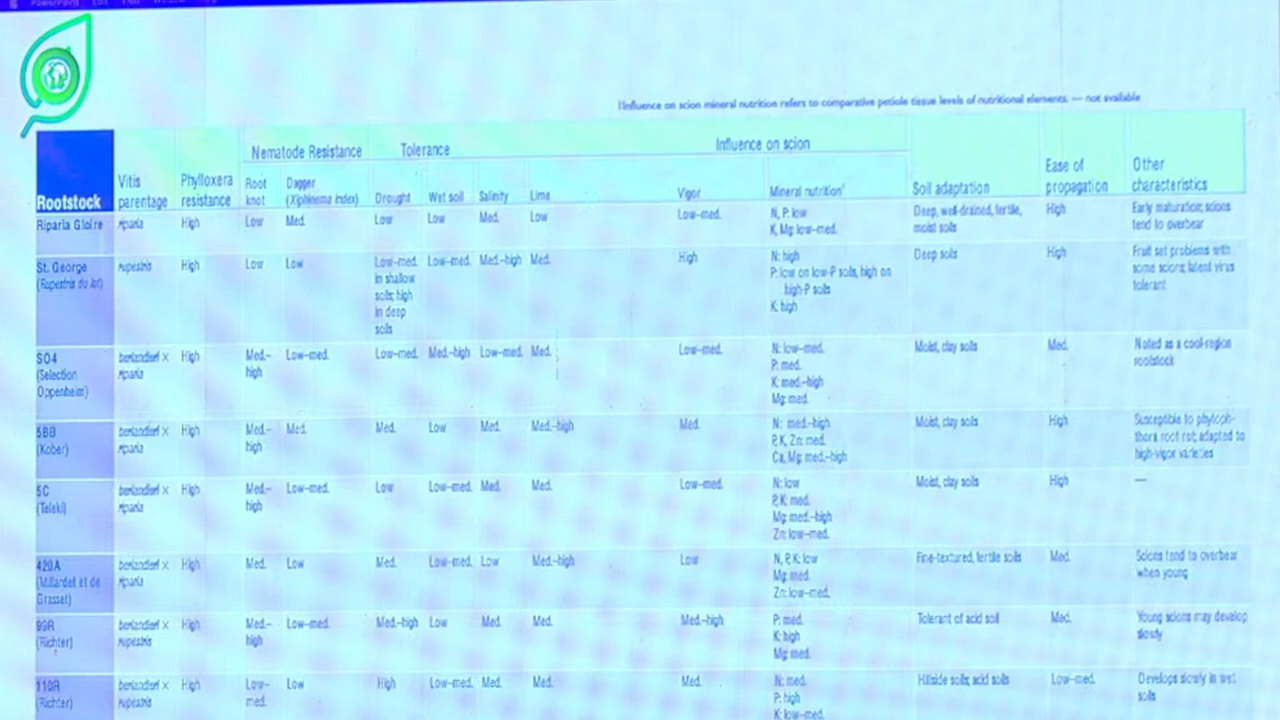 PowerPoint Edit View Window
1Influence on scion mineral nutrition refers to comparative petiole tissue levels of nutritional elements. — not available
Nematode Resistance Tolerance Influence on scion
Rootstock Vitis parentage Phylloxera resistance Root knot Dagger (Xiphinema index) Drought Wet soil Salinity Lime Vigor Mineral nutrition1 Soil adaptation Ease of propagation Other characteristics
Riparia Gloire riparia High Low Med. Low Low Med. Low Low–med. N, P: low Deep, well-drained, fertile, High Early maturation; scions
K, Mg: low–med. moist soils tend to overbear
St. George rupestris High Low Low Low–med. Low–med. Med.–high Med. High N: high Deep soils High Fruit set problems with
(Rupestris du lot) in shallow P: low on low-P soils, high on some scions; latent virus
soils; high high-P soils tolerant
in deep K: high
soils
SO4 berlandieri × High Med.– Low–med. Low–med. Med.–high Low–med. Med. Low–med. N: low–med. Moist, clay soils Med. Noted as a cool-region
(Selection riparia high P: med. rootstock
Oppenheim) K: med.–high
Mg: med.
5BB berlandieri × High Med.– Med. Med. Low Med. Med.–high Med. N: med.–high Moist, clay soils High Susceptible to phytoph-
(Kober) riparia high P, K, Zn: med. thora root rot; adapted to
Ca, Mg: med.–high high-vigor varieties
5C berlandieri × High Med.– Low–med. Low Low–med. Med. Med. Low–med. N: low Moist, clay soils High —
(Teleki) riparia high P, K: med.
Mg: med.–high
Zn: low–med.
420A berlandieri × High Med. Low Med. Low–med. Low Med.–high Low N, P, K: low Fine-textured, fertile soils Med. Scions tend to overbear
(Millardet et de riparia Mg: med. when young
Grasset) Zn: low–med.
99R berlandieri × High Med.– Low–med. Med.–high Low Med. Med. Med.–high P: med. Tolerant of acid soil Med. Young scions may develop
(Richter) rupestris high K: high slowly
Mg: med.
110R berlandieri × High Low– Low High Low–med. Med. Med. Med. N: med. Hillside soils; acid soils Low–med. Develops slowly in wet
(Richter) rupestris med. P: high soils
K: low–med.